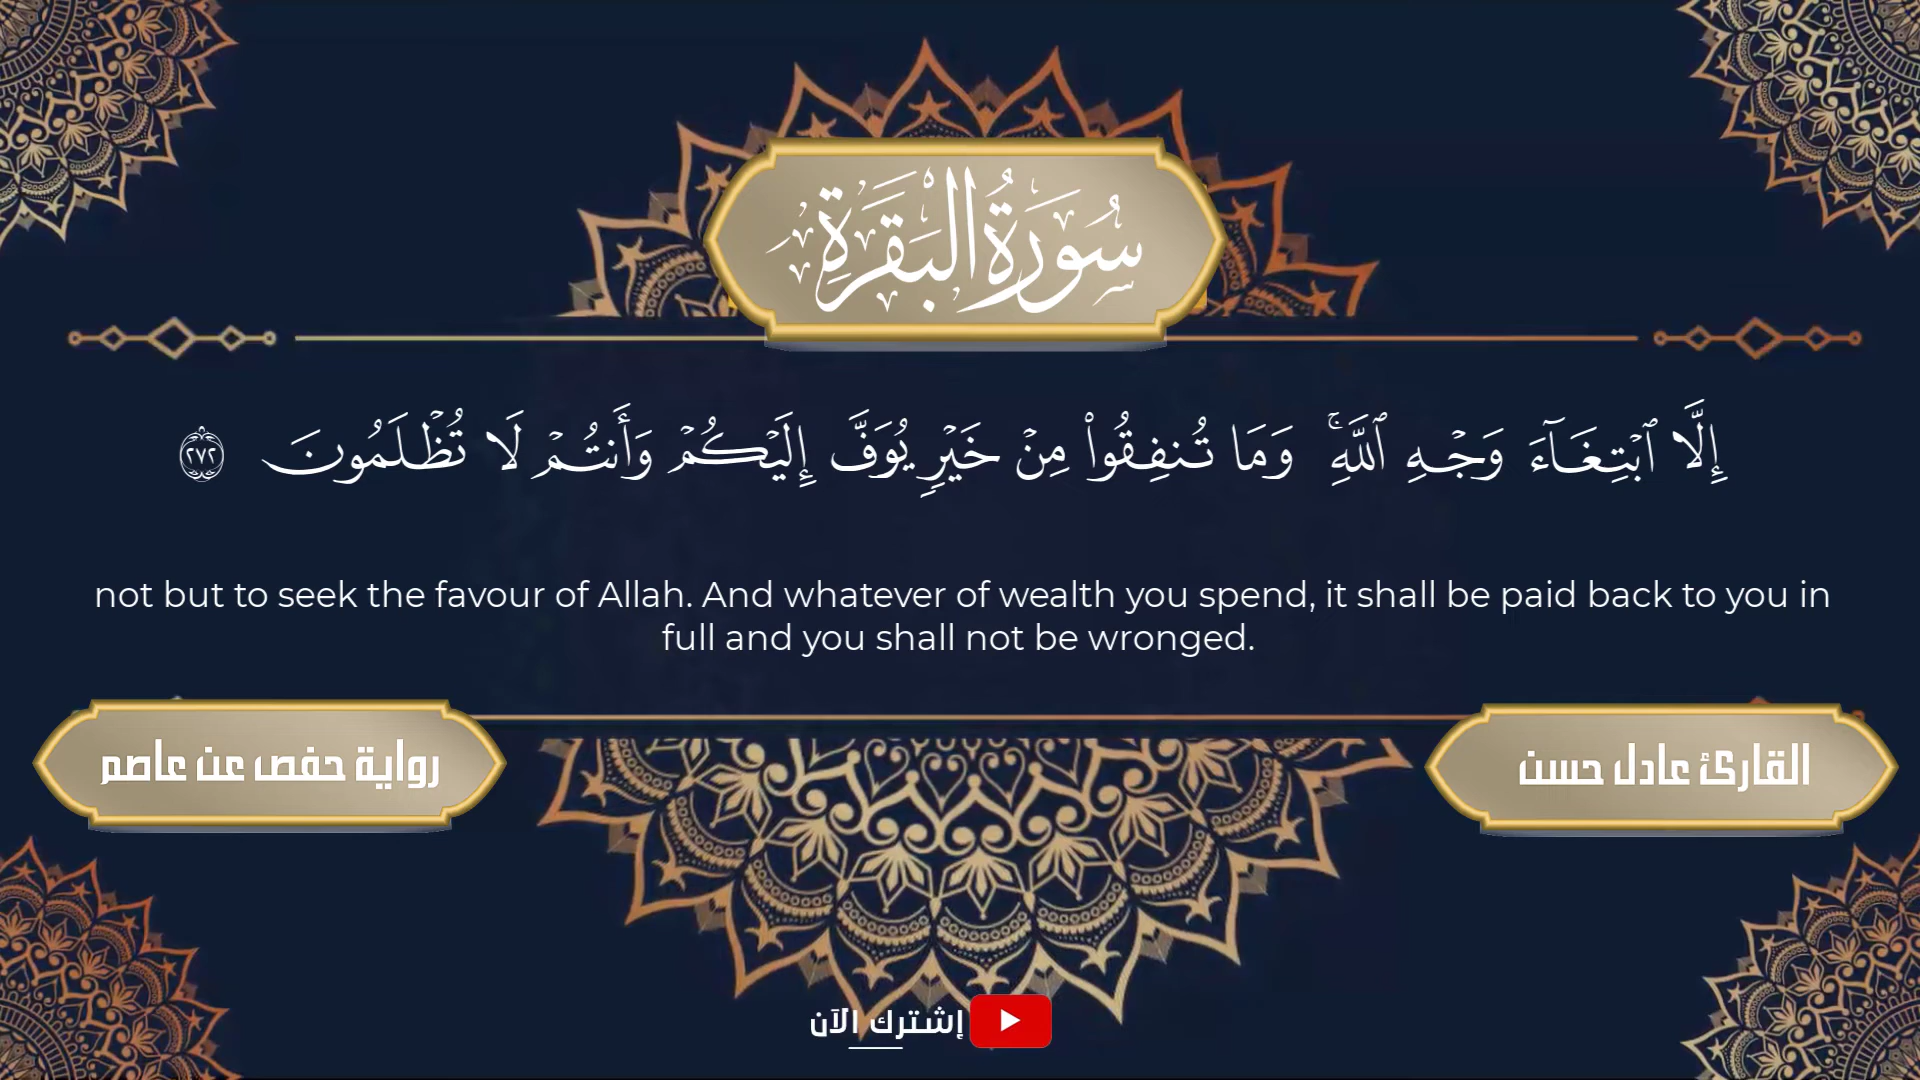 سُورَةُ البَقَرَةِ
إِلَّا ٱبْتِغَآءَ وَجْهِ ٱللَّهِۚ وَمَا تُنفِقُوا۟ مِنْ خَيْرٍ يُوَفَّ إِلَيْكُمْ وَأَنتُمْ لَا تُظْلَمُونَ ٢٧٢
not but to seek the favour of Allah. And whatever of wealth you spend, it shall be paid back to you in
full and you shall not be wronged.
القارئ عادل حسن
رواية حفص عن عاصم
إشترك الآن